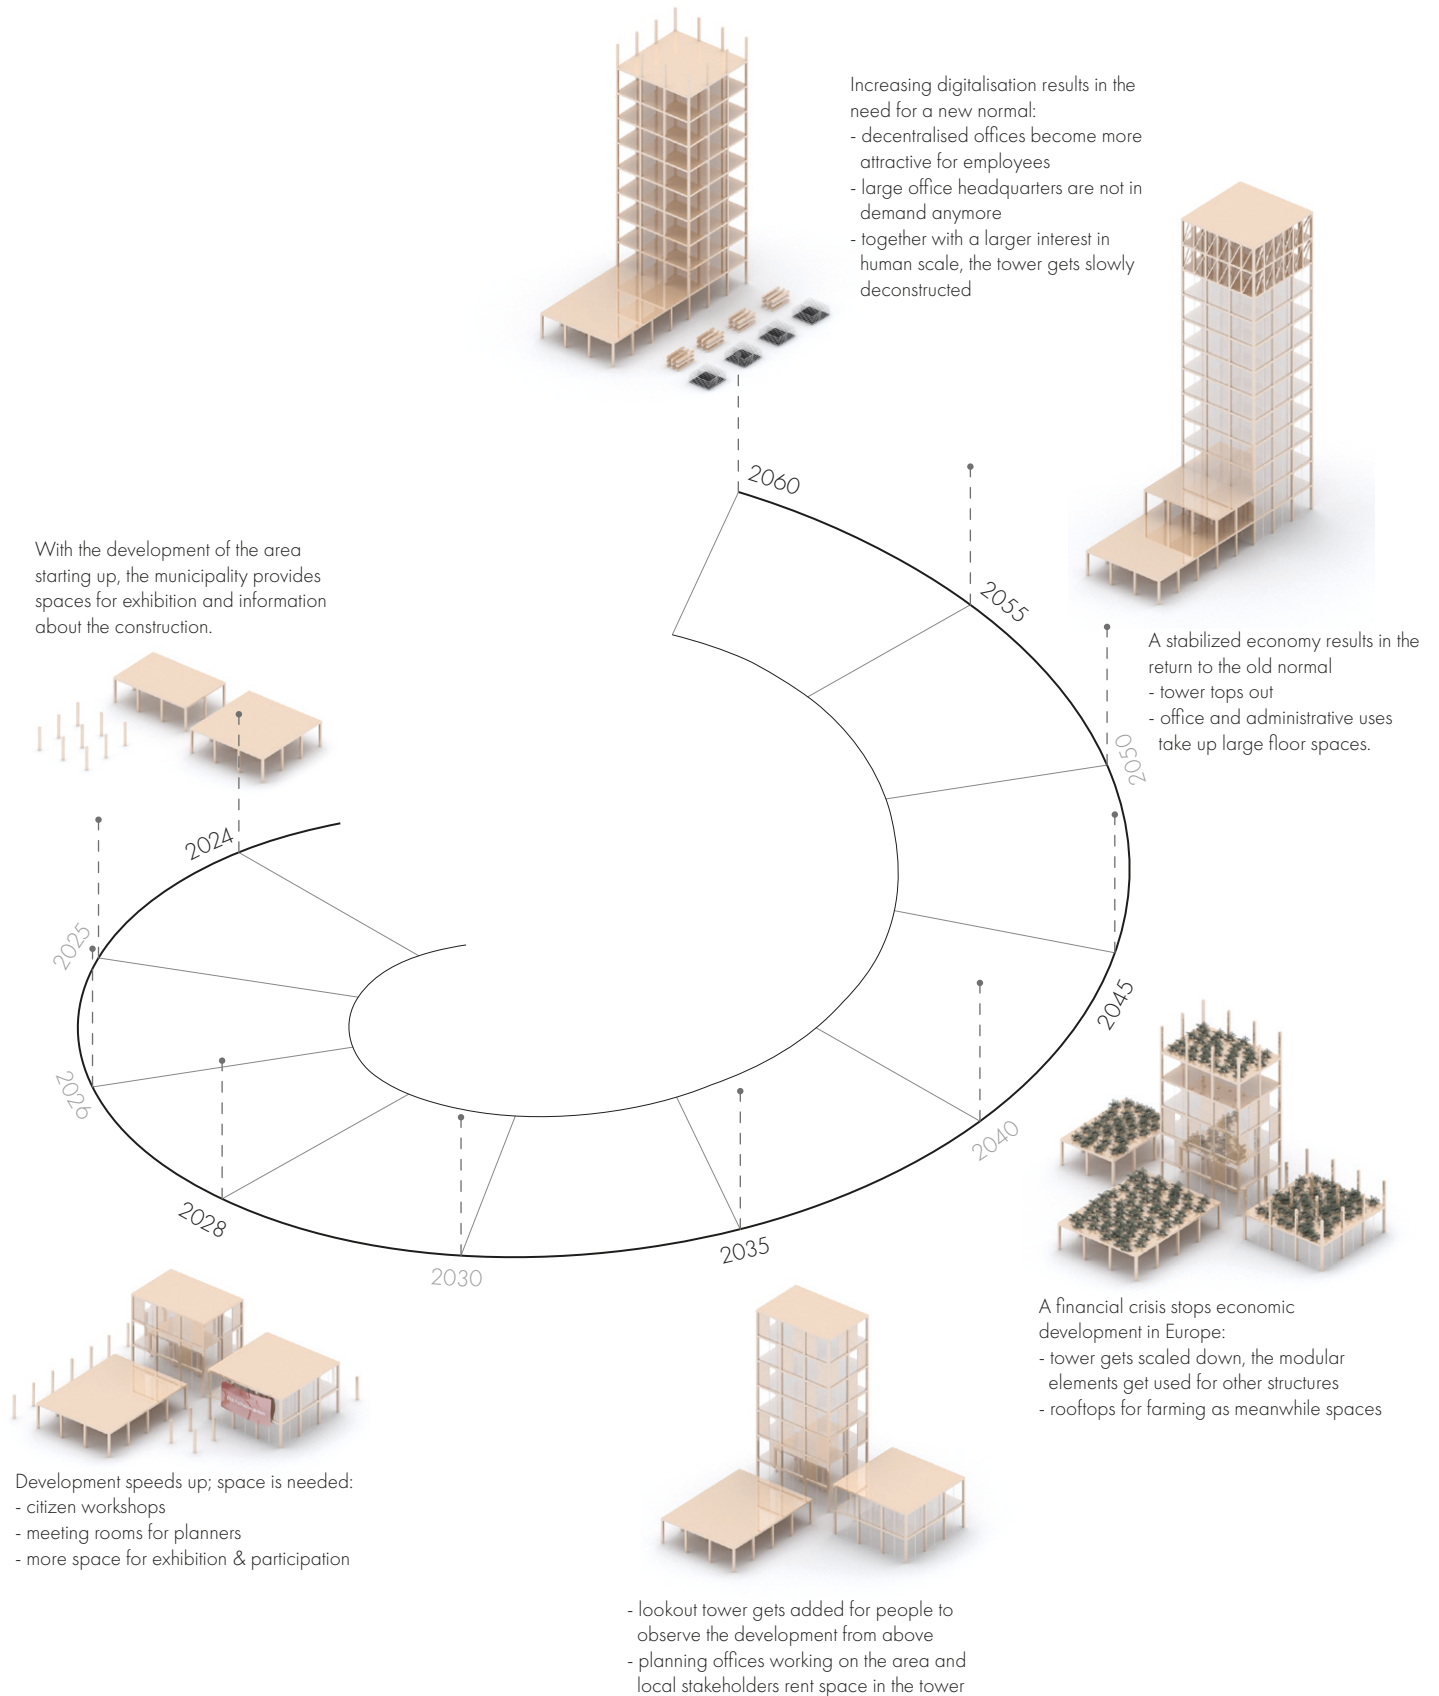 Increasing digitalisation results in the
need for a new normal:
- decentralised offices become more
attractive for employees
- large office headquarters are not in
demand anymore
- together with a larger interest in
human scale, the tower gets slowly
deconstructed
2060
2055
With the development of the area
starting up, the municipality provides
spaces for exhibition and information
about the construction.
A stabilized economy results in the
return to the old normal
- tower tops out
- office and administrative uses
take up large floor spaces.
2050
2024
2025
2045
2026
2040
2028
2035
2030
A financial crisis stops economic
development in Europe:
- tower gets scaled down, the modular
elements get used for other structures
- rooftops for farming as meanwhile spaces
Development speeds up; space is needed:
- citizen workshops
- meeting rooms for planners
- more space for exhibition & participation
- lookout tower gets added for people to
observe the development from above
- planning offices working on the area and
local stakeholders rent space in the tower